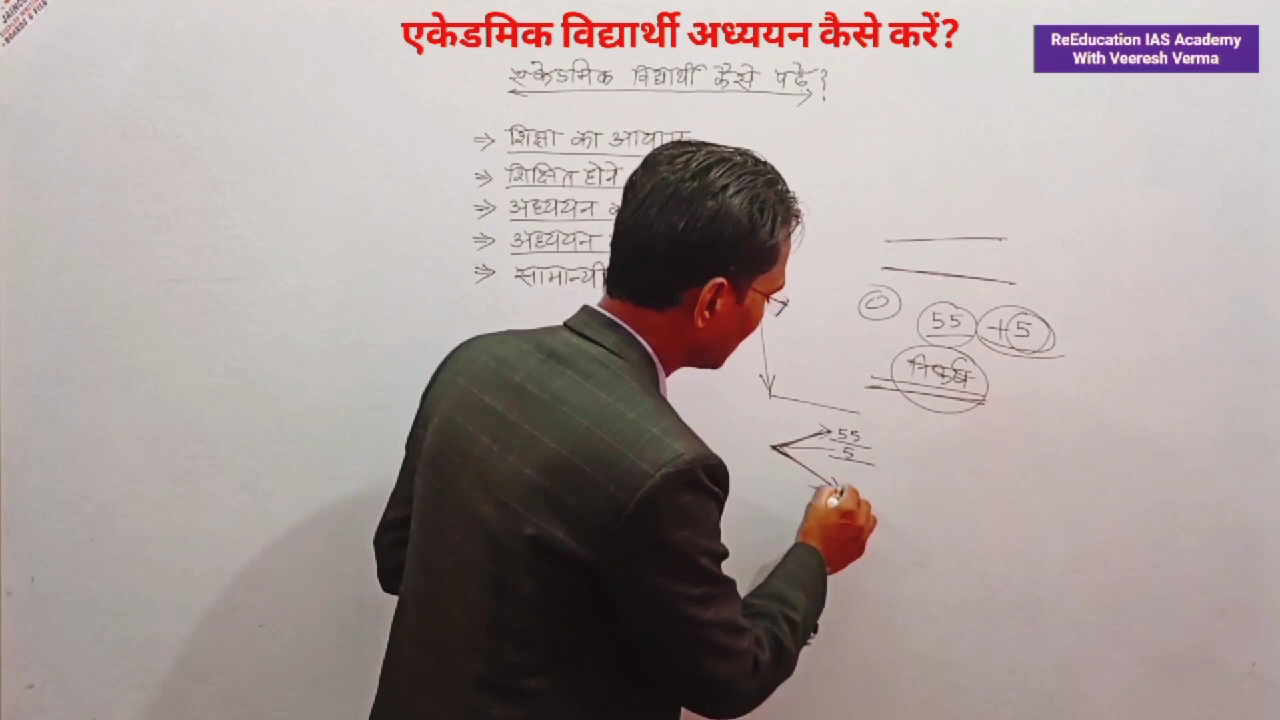 एकेडमिक विद्यार्थी अध्ययन कैसे करें?
ReEducation IAS Academy
With Veeresh Verma
एकेडमिक विद्यार्थी कैसे पढ़ें?
⇒ शिक्षा का
⇒ शिक्षित होने
⇒ अध्ययन
⇒ अध्ययन
0
55 +5
निष्कर्ष
55
5